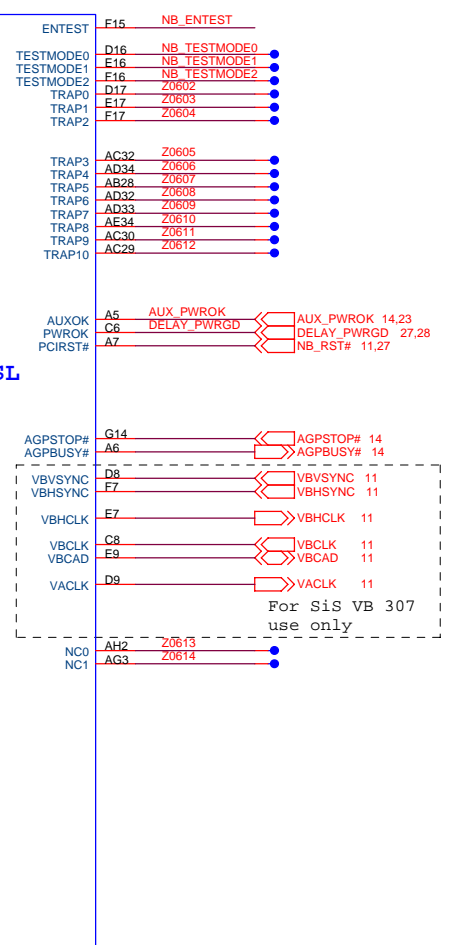 ENTEST F15 NB_ENTEST
TESTMODE0 D16 NB_TESTMODE0
TESTMODE1 E16 NB_TESTMODE1
TESTMODE2 F16 NB_TESTMODE2
TRAP0 D17 Z0602
TRAP1 E17 Z0603
TRAP2 F17 Z0604
TRAP3 AC32 Z0605
TRAP4 AD34 Z0606
TRAP5 AB28 Z0607
TRAP6 AD32 Z0608
TRAP7 AD33 Z0609
TRAP8 AE34 Z0610
TRAP9 AC30 Z0611
TRAP10 AC29 Z0612
AUXOK A5 AUX_PWROK AUX_PWROK 14,23
PWROK C6 DELAY_PWRGD DELAY_PWRGD 27,28
PCIRST# A7 NB_RST# 11,27
SL
AGPSTOP# G14 AGPSTOP# 14
AGPBUSY# A6 AGPBUSY# 14
VBVSYNC D8 VBVSYNC 11
VBHSYNC F7 VBHSYNC 11
VBHCLK E7 VBHCLK 11
VBCLK C8 VBCLK 11
VBCAD E9 VBCAD 11
VACLK D9 VACLK 11
For SiS VB 307
use only
NC0 AH2 Z0613
NC1 AG3 Z0614